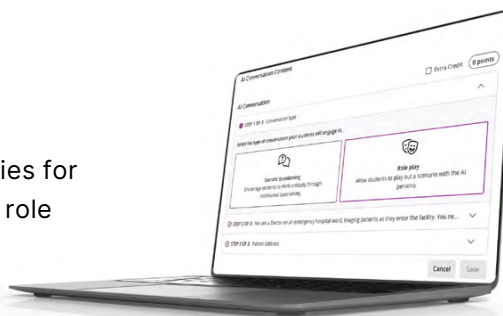 ies for
role
AI Conversation Content
Extra Credit
0 points
AI Conversation
STEP 1 OF 3: Conversation type
Select the type of conversation your students will engage in.
Socratic questioning
Encourage students to think critically through
continuous questioning.
Role play
Allow students to play out a scenario with the AI
persona.
STEP 2 OF 3: You are a Doctor on an emergency hospital ward, triaging patients as they enter the facility. You ne...
STEP 3 OF 3: Patient Gibbons
Cancel
Save